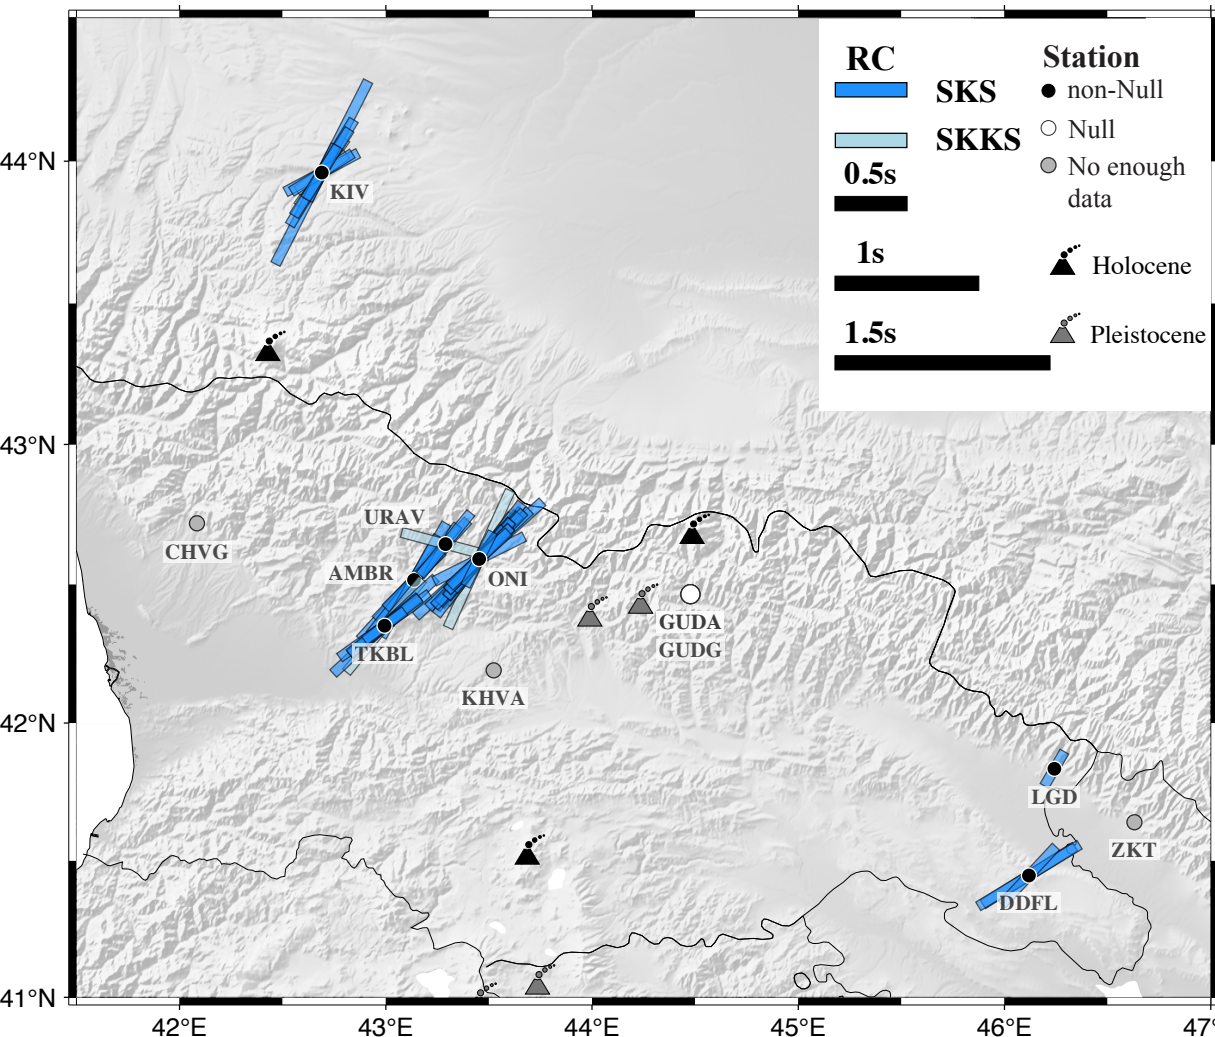 RC
Station
SKS
non-Null
SKKS
Null
0.5s
No enough
data
1s
Holocene
1.5s
Pleistocene
44°N
KIV
43°N
URAV
CHVG
AMBR
ONI
GUDA
GUDG
TKBL
KHVA
42°N
LGD
ZKT
DDFL
41°N
42°E
43°E
44°E
45°E
46°E
47°